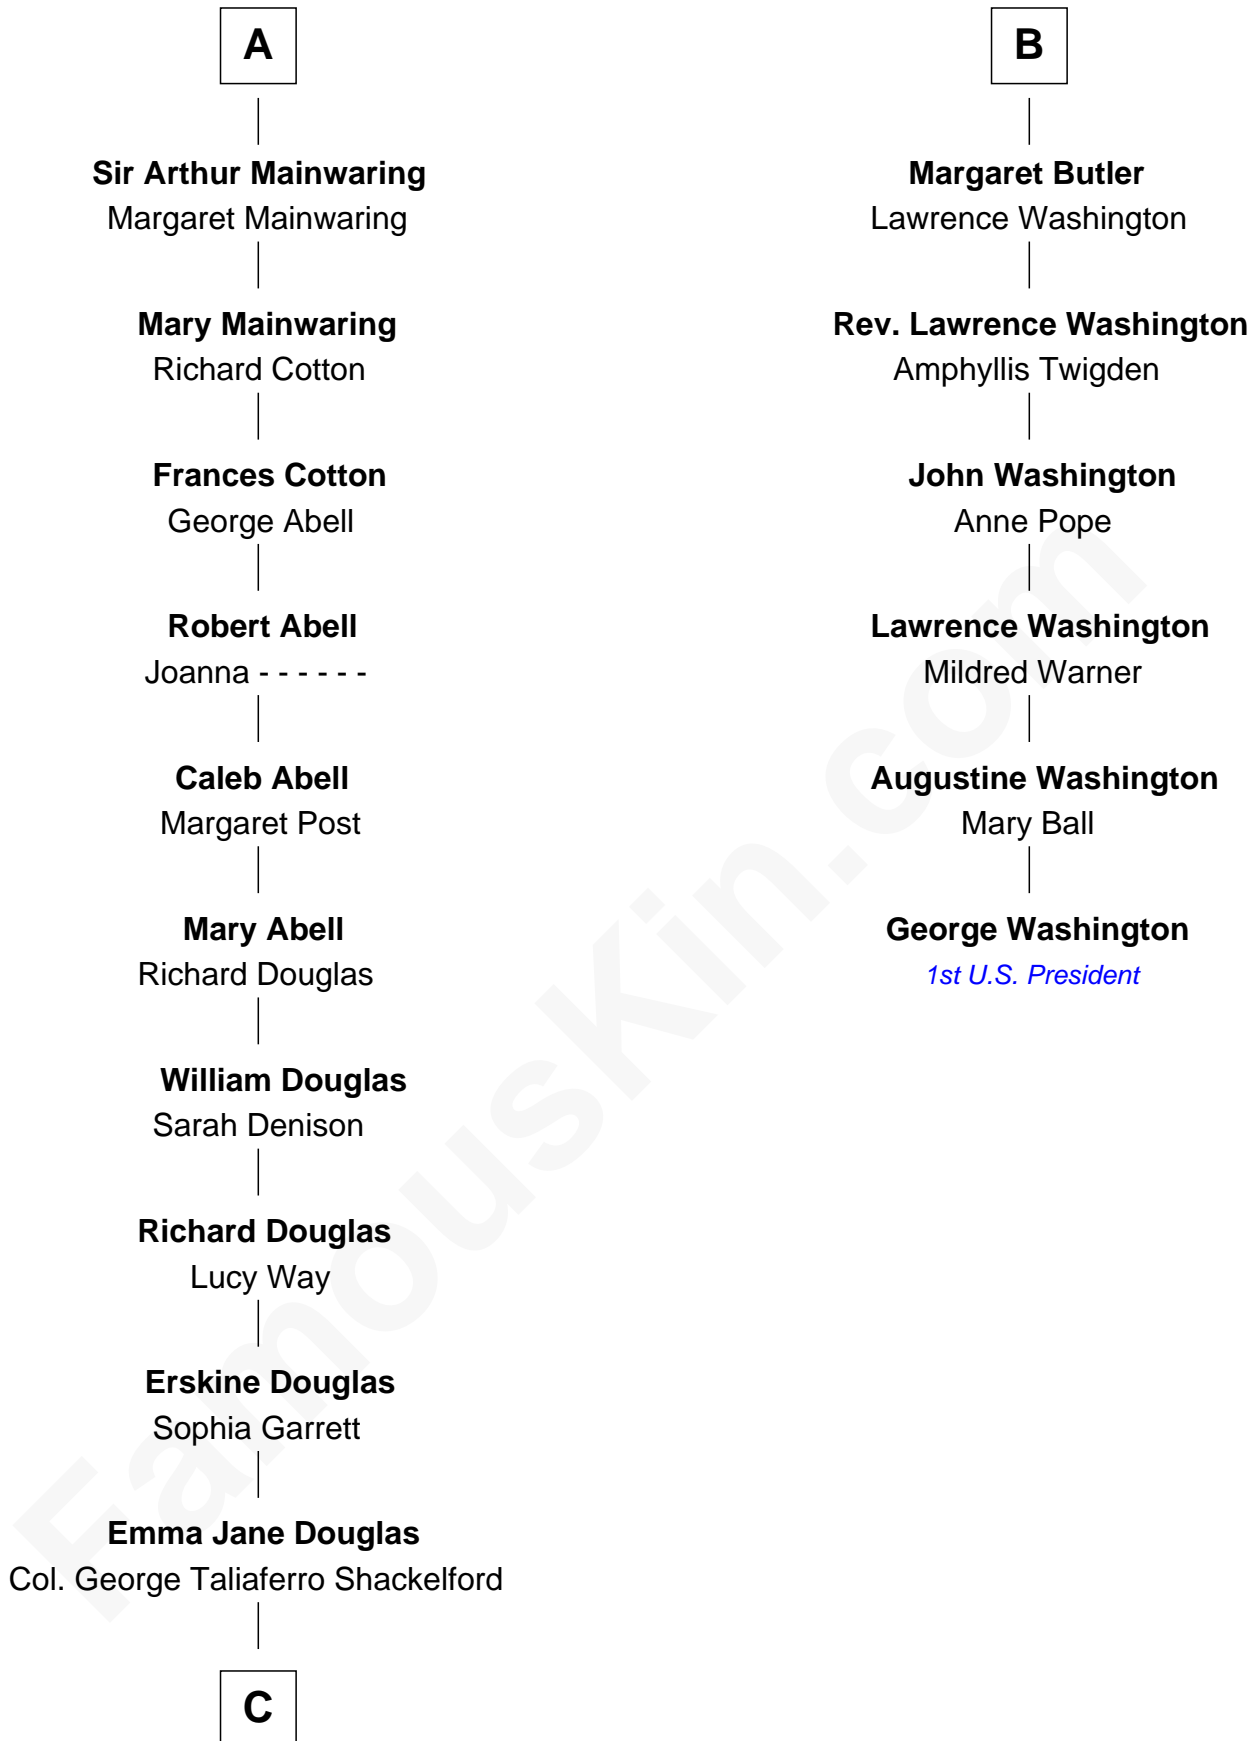 A
Sir Arthur Mainwaring
Margaret Mainwaring
Mary Mainwaring
Richard Cotton
Frances Cotton
George Abell
Robert Abell
Joanna - - - - - -
Caleb Abell
Margaret Post
Mary Abell
Richard Douglas
William Douglas
Sarah Denison
Richard Douglas
Lucy Way
Erskine Douglas
Sophia Garrett
Emma Jane Douglas
Col. George Taliaferro Shackelford
C
B
Margaret Butler
Lawrence Washington
Rev. Lawrence Washington
Amphyllis Twigden
John Washington
Anne Pope
Lawrence Washington
Mildred Warner
Augustine Washington
Mary Ball
George Washington
1st U.S. President
FamousKin.com